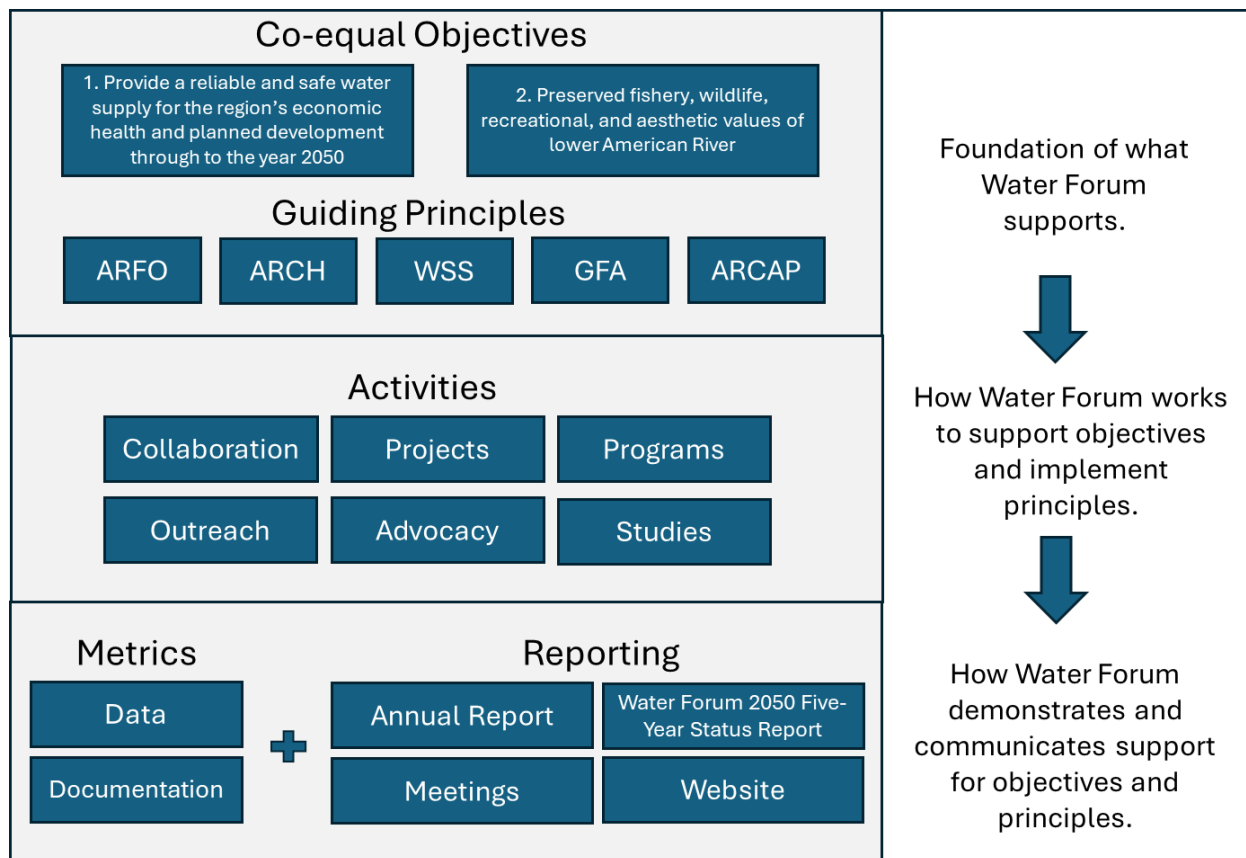 Co-equal Objectives
1. Provide a reliable and safe water
supply for the region's economic
health and planned development
through to the year 2050
2. Preserved fishery, wildlife,
recreational, and aesthetic values of
lower American River
Guiding Principles
ARFO
ARCH
WSS
GFA
ARCAP
Foundation of what
Water Forum
supports.
Activities
Collaboration
Projects
Programs
Outreach
Advocacy
Studies
How Water Forum works
to support objectives
and implement
principles.
Metrics
Data
Documentation
Reporting
Annual Report
Water Forum 2050 Five-
Year Status Report
Meetings
Website
How Water Forum
demonstrates and
communicates support
for objectives and
principles.